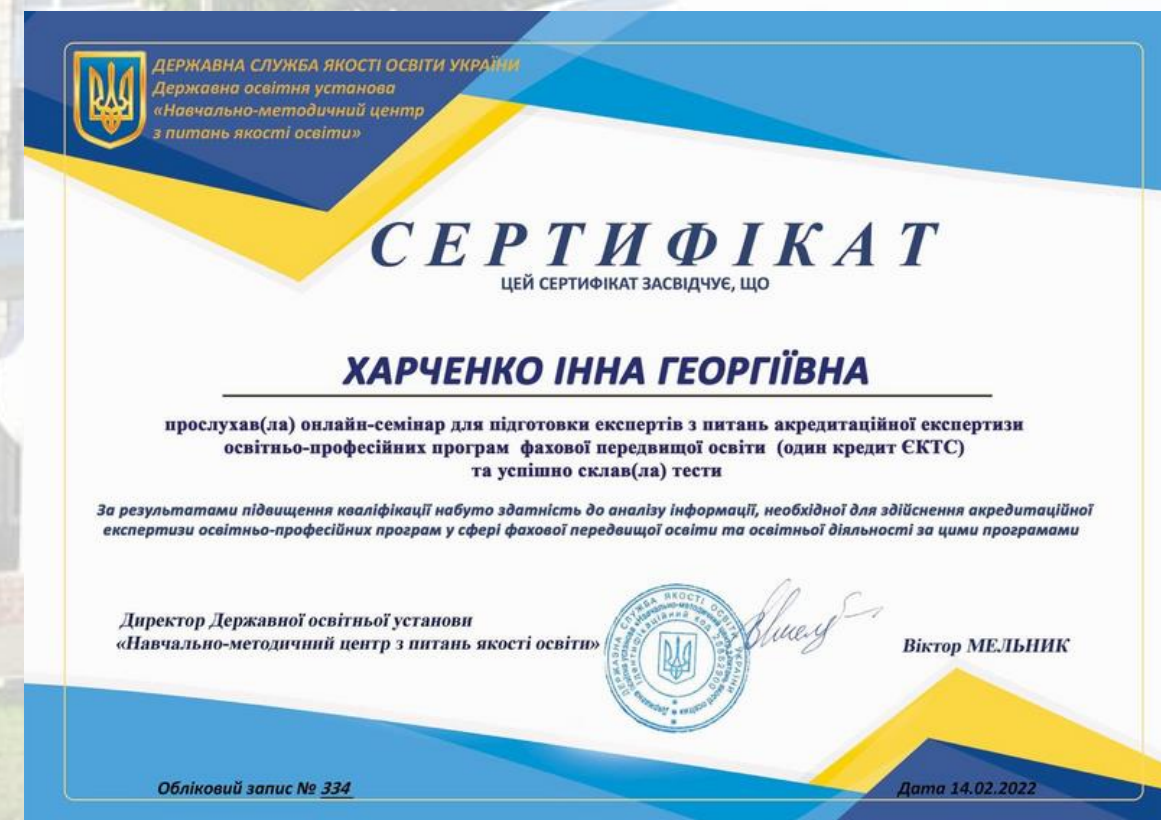 ДЕРЖАВНА СЛУЖБА ЯКОСТІ ОСВІТИ УКРАЇНИ
Державна освітня установа
«Навчально-методичний центр
з питань якості освіти»
СЕРТИФІКАТ
ЦЕЙ СЕРТИФІКАТ ЗАСВІДЧУЄ, ЩО
ХАРЧЕНКО ІННА ГЕОРГІЇВНА
прослухав(ла) онлайн-семінар для підготовки експертів з питань акредитаційної експертизи
освітньо-професійних програм фахової передвищої освіти (один кредит ЄКТС)
та успішно склав(ла) тести
За результатами підвищення кваліфікації набуто здатність до аналізу інформації, необхідної для здійснення акредитаційної
експертизи освітньо-професійних програм у сфері фахової передвищої освіти та освітньої діяльності за цими програмами
Директор Державної освітньої установи
«Навчально-методичний центр з питань якості освіти»
Віктор МЕЛЬНИК
Обліковий запис № 334
Дата 14.02.2022